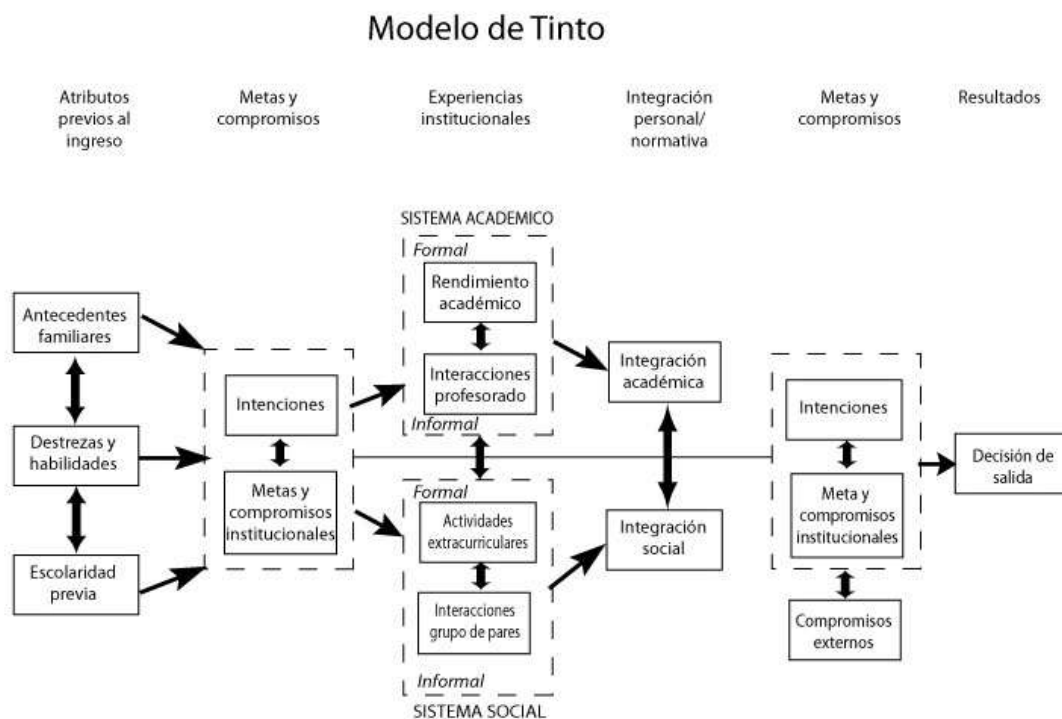 Modelo de Tinto
Atributos
previos al
ingreso
Metas y
compromisos
Experiencias
institucionales
Integración
personal/
normativa
Metas y
compromisos
Resultados
Antecedentes
familiares
Destrezas y
habilidades
Escolaridad
previa
Intenciones
Metas y
compromisos
institucionales
SISTEMA ACADEMICO
Formal
Rendimiento
académico
Interacciones
profesorado
Informal
Formal
Actividades
extracurriculares
Interacciones
grupo de pares
Informal
SISTEMA SOCIAL
Integración
académica
Integración
social
Intenciones
Meta y
compromisos
institucionales
Compromisos
externos
Decisión de
salida